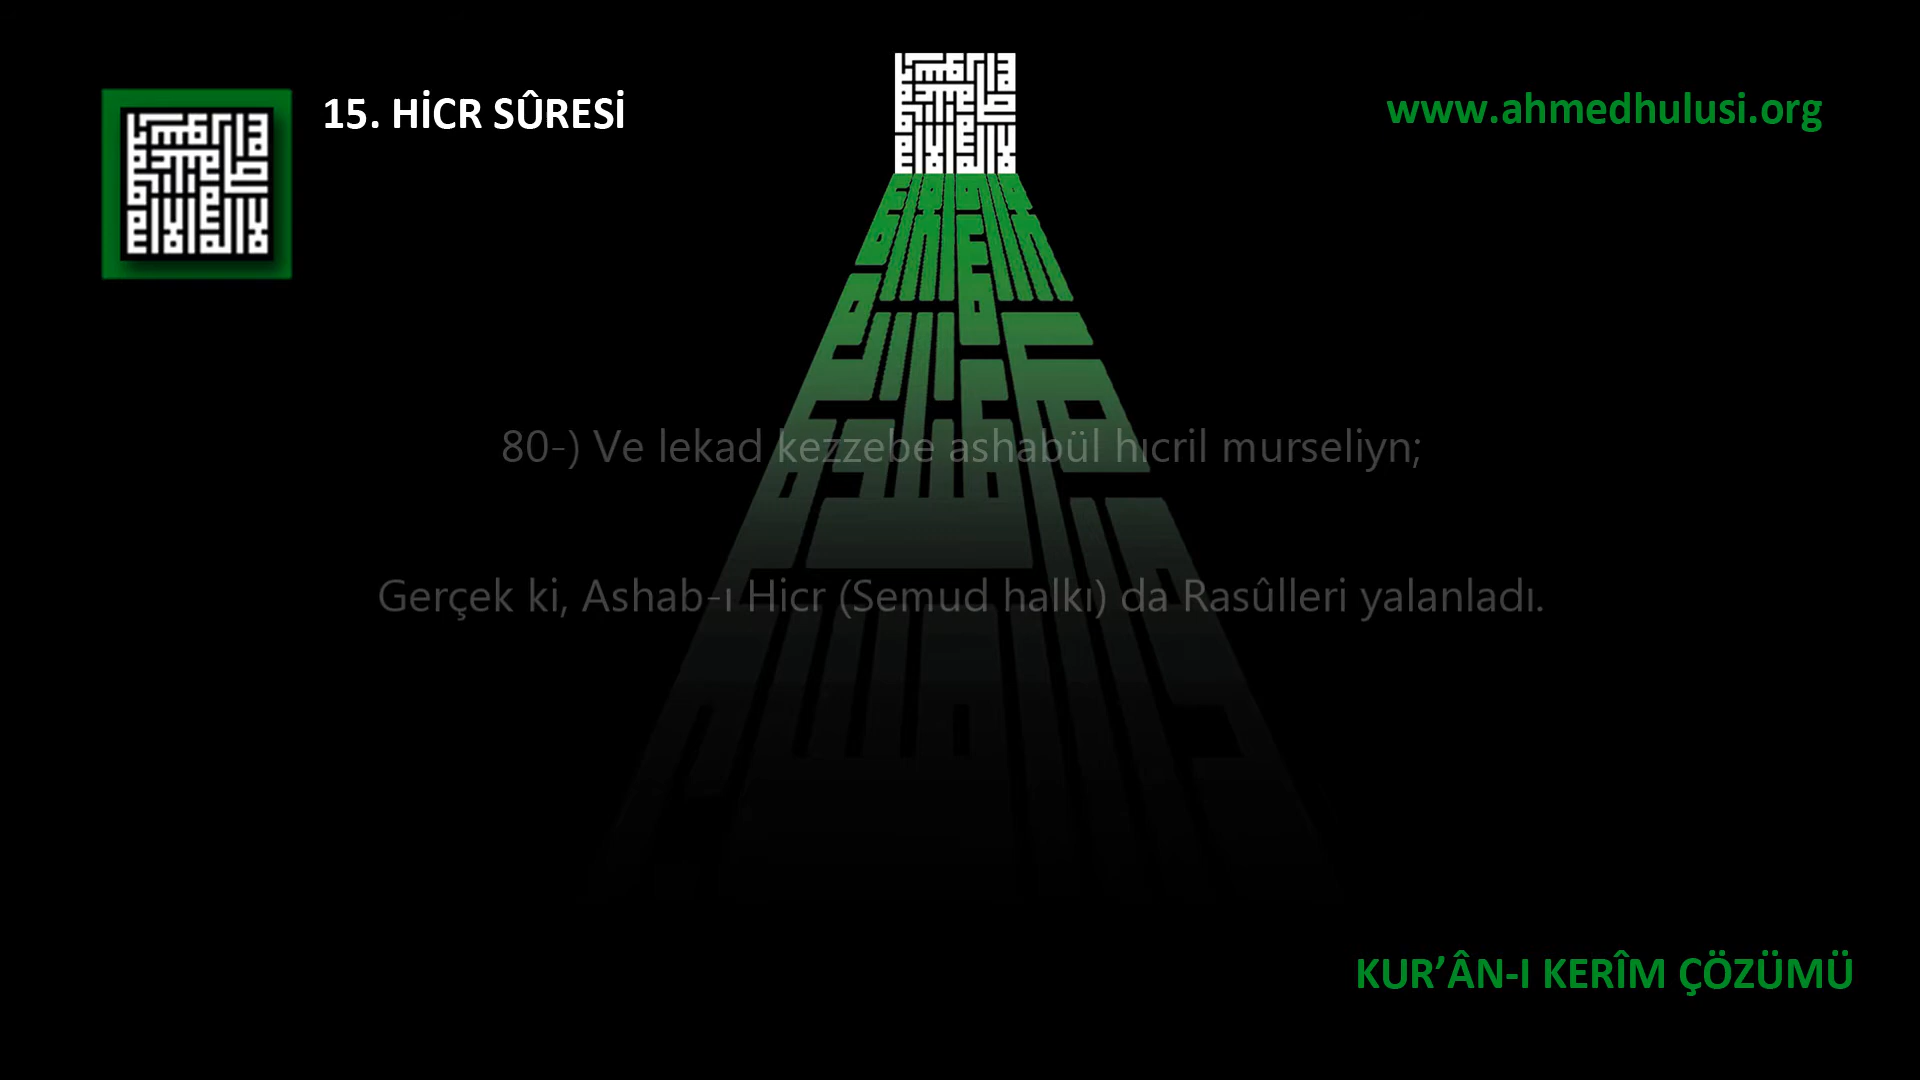 15. HİCR SÛRESİ
www.ahmedhulusi.org
80-) Ve lekad kezzebe ashabül hıcril murseliyn;
Gerçek ki, Ashab-ı Hicr (Semud halkı) da Rasûlleri yalanladı.
KUR’ÂN-I KERÎM ÇÖZÜMÜ